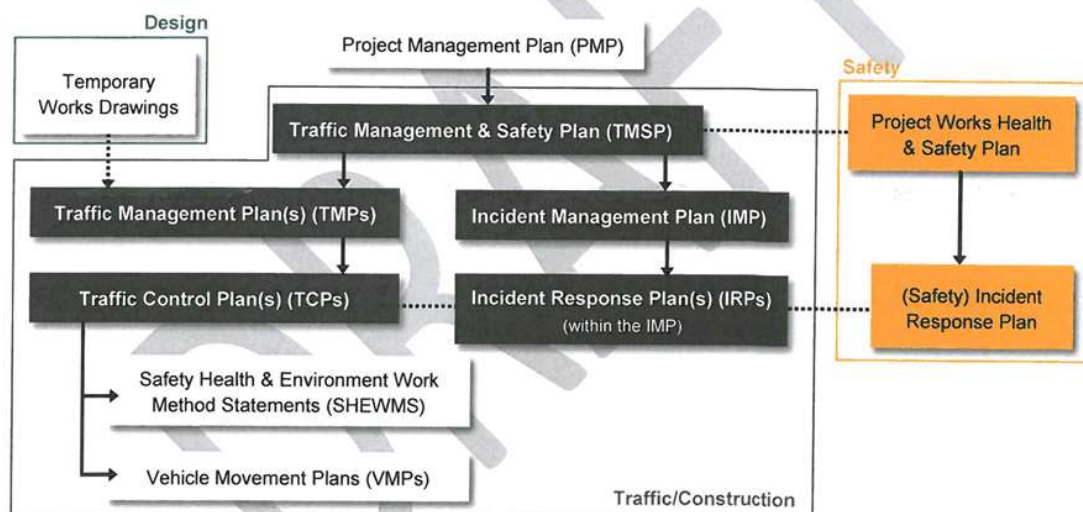 Design
Project Management Plan (PMP)
Temporary
Works Drawings
Safety
Traffic Management & Safety Plan (TMSP)
Project Works Health
& Safety Plan
Traffic Management Plan(s) (TMPs)
Incident Management Plan (IMP)
Traffic Control Plan(s) (TCPs)
Incident Response Plan(s) (IRPs)
(within the IMP)
(Safety) Incident
Response Plan
Safety Health & Environment Work
Method Statements (SHEWMS)
Vehicle Movement Plans (VMPs)
Traffic/Construction
DRAFT